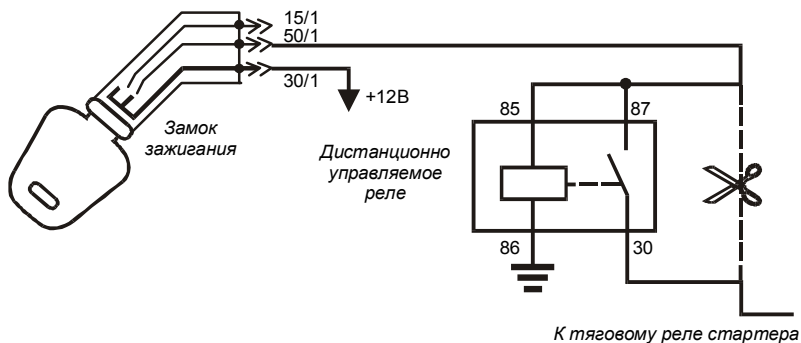 15/1
50/1
30/1
+12В
Замок
зажигания
Дистанционно
управляемое
реле
85
87
86
30
К тяговому реле стартера